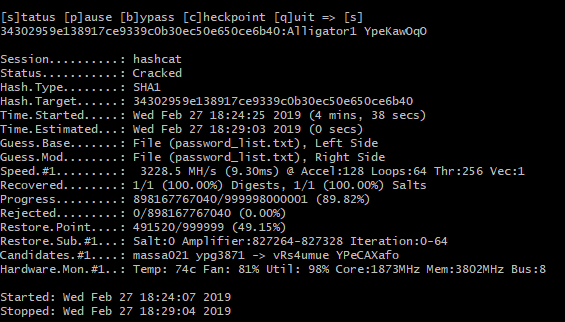 [s]tatus [p]ause [b]ypass [c]heckpoint [q]uit => [s]
34302959e138917ce9339c0b30ec50e650ce6b40:Alligator1 YpeKawOqO

Session..........: hashcat
Status...........: Cracked
Hash.Type........: SHA1
Hash.Target......: 34302959e138917ce9339c0b30ec50e650ce6b40
Time.Started.....: Wed Feb 27 18:24:25 2019 (4 mins, 38 secs)
Time.Estimated...: Wed Feb 27 18:29:03 2019 (0 secs)
Guess.Base.......: File (password_list.txt), Left Side
Guess.Mod........: File (password_list.txt), Right Side
Speed.#1.........:  3228.5 MH/s (9.30ms) @ Accel:128 Loops:64 Thr:256 Vec:1
Recovered........: 1/1 (100.00%) Digests, 1/1 (100.00%) Salts
Progress.........: 898167767040/999998000001 (89.82%)
Rejected.........: 0/898167767040 (0.00%)
Restore.Point....: 491520/999999 (49.15%)
Restore.Sub.#1...: Salt:0 Amplifier:827264-827328 Iteration:0-64
Candidates.#1....: massa021 ypg3871 -> vRs4umue YPeCAXafo
Hardware.Mon.#1..: Temp: 74c Fan: 81% Util: 98% Core:1873MHz Mem:3802MHz Bus:8

Started: Wed Feb 27 18:24:07 2019
Stopped: Wed Feb 27 18:29:04 2019